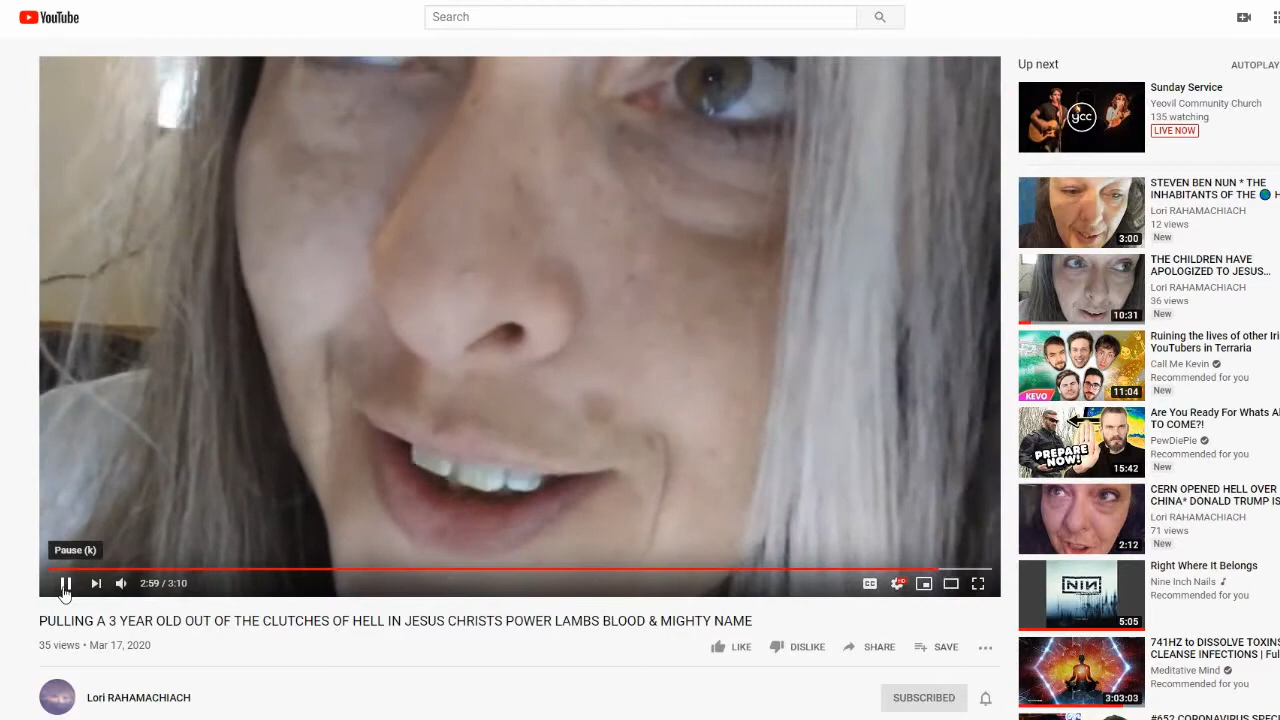 YouTube
Search
Up next
AUTOPLAY
Sunday Service
Yeovil Community Church
135 watching
LIVE NOW
ycc
STEVEN BEN NUN * THE
INHABITANTS OF THE 🌏 H
Lori RAHAMACHIACH
12 views
New
3:00
THE CHILDREN HAVE
APOLOGIZED TO JESUS...
Lori RAHAMACHIACH
36 views
New
10:31
Ruining the lives of other Iri
YouTubers in Terraria
Call Me Kevin
Recommended for you
New
KEVO
11:04
Are You Ready For Whats A
TO COME?!
PewDiePie
Recommended for you
New
PREPARE
NOW!
15:42
CERN OPENED HELL OVER
CHINA* DONALD TRUMP IS
Lori RAHAMACHIACH
71 views
New
2:12
Right Where It Belongs
Nine Inch Nails
Recommended for you
NIN
5:05
741HZ to DISSOLVE TOXINS
CLEANSE INFECTIONS | Ful
Meditative Mind
Recommended for you
3:03:03
Pause (k)
2:59 / 3:10
CC
HD
PULLING A 3 YEAR OLD OUT OF THE CLUTCHES OF HELL IN JESUS CHRISTS POWER LAMBS BLOOD & MIGHTY NAME
35 views • Mar 17, 2020
LIKE
DISLIKE
SHARE
SAVE
Lori RAHAMACHIACH
SUBSCRIBED